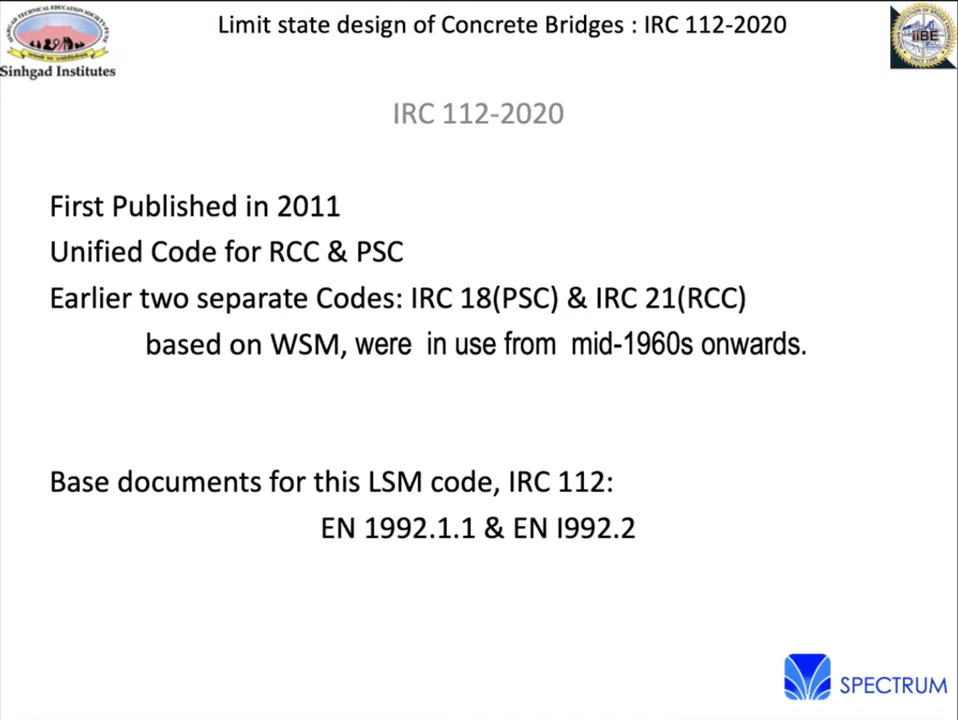 Limit state design of Concrete Bridges : IRC 112-2020
IiBE
Sinhgad Institutes
IRC 112-2020
First Published in 2011
Unified Code for RCC & PSC
Earlier two separate Codes: IRC 18(PSC) & IRC 21(RCC)
based on WSM, were in use from mid-1960s onwards.
Base documents for this LSM code, IRC 112:
EN 1992.1.1 & EN I992.2
SPECTRUM